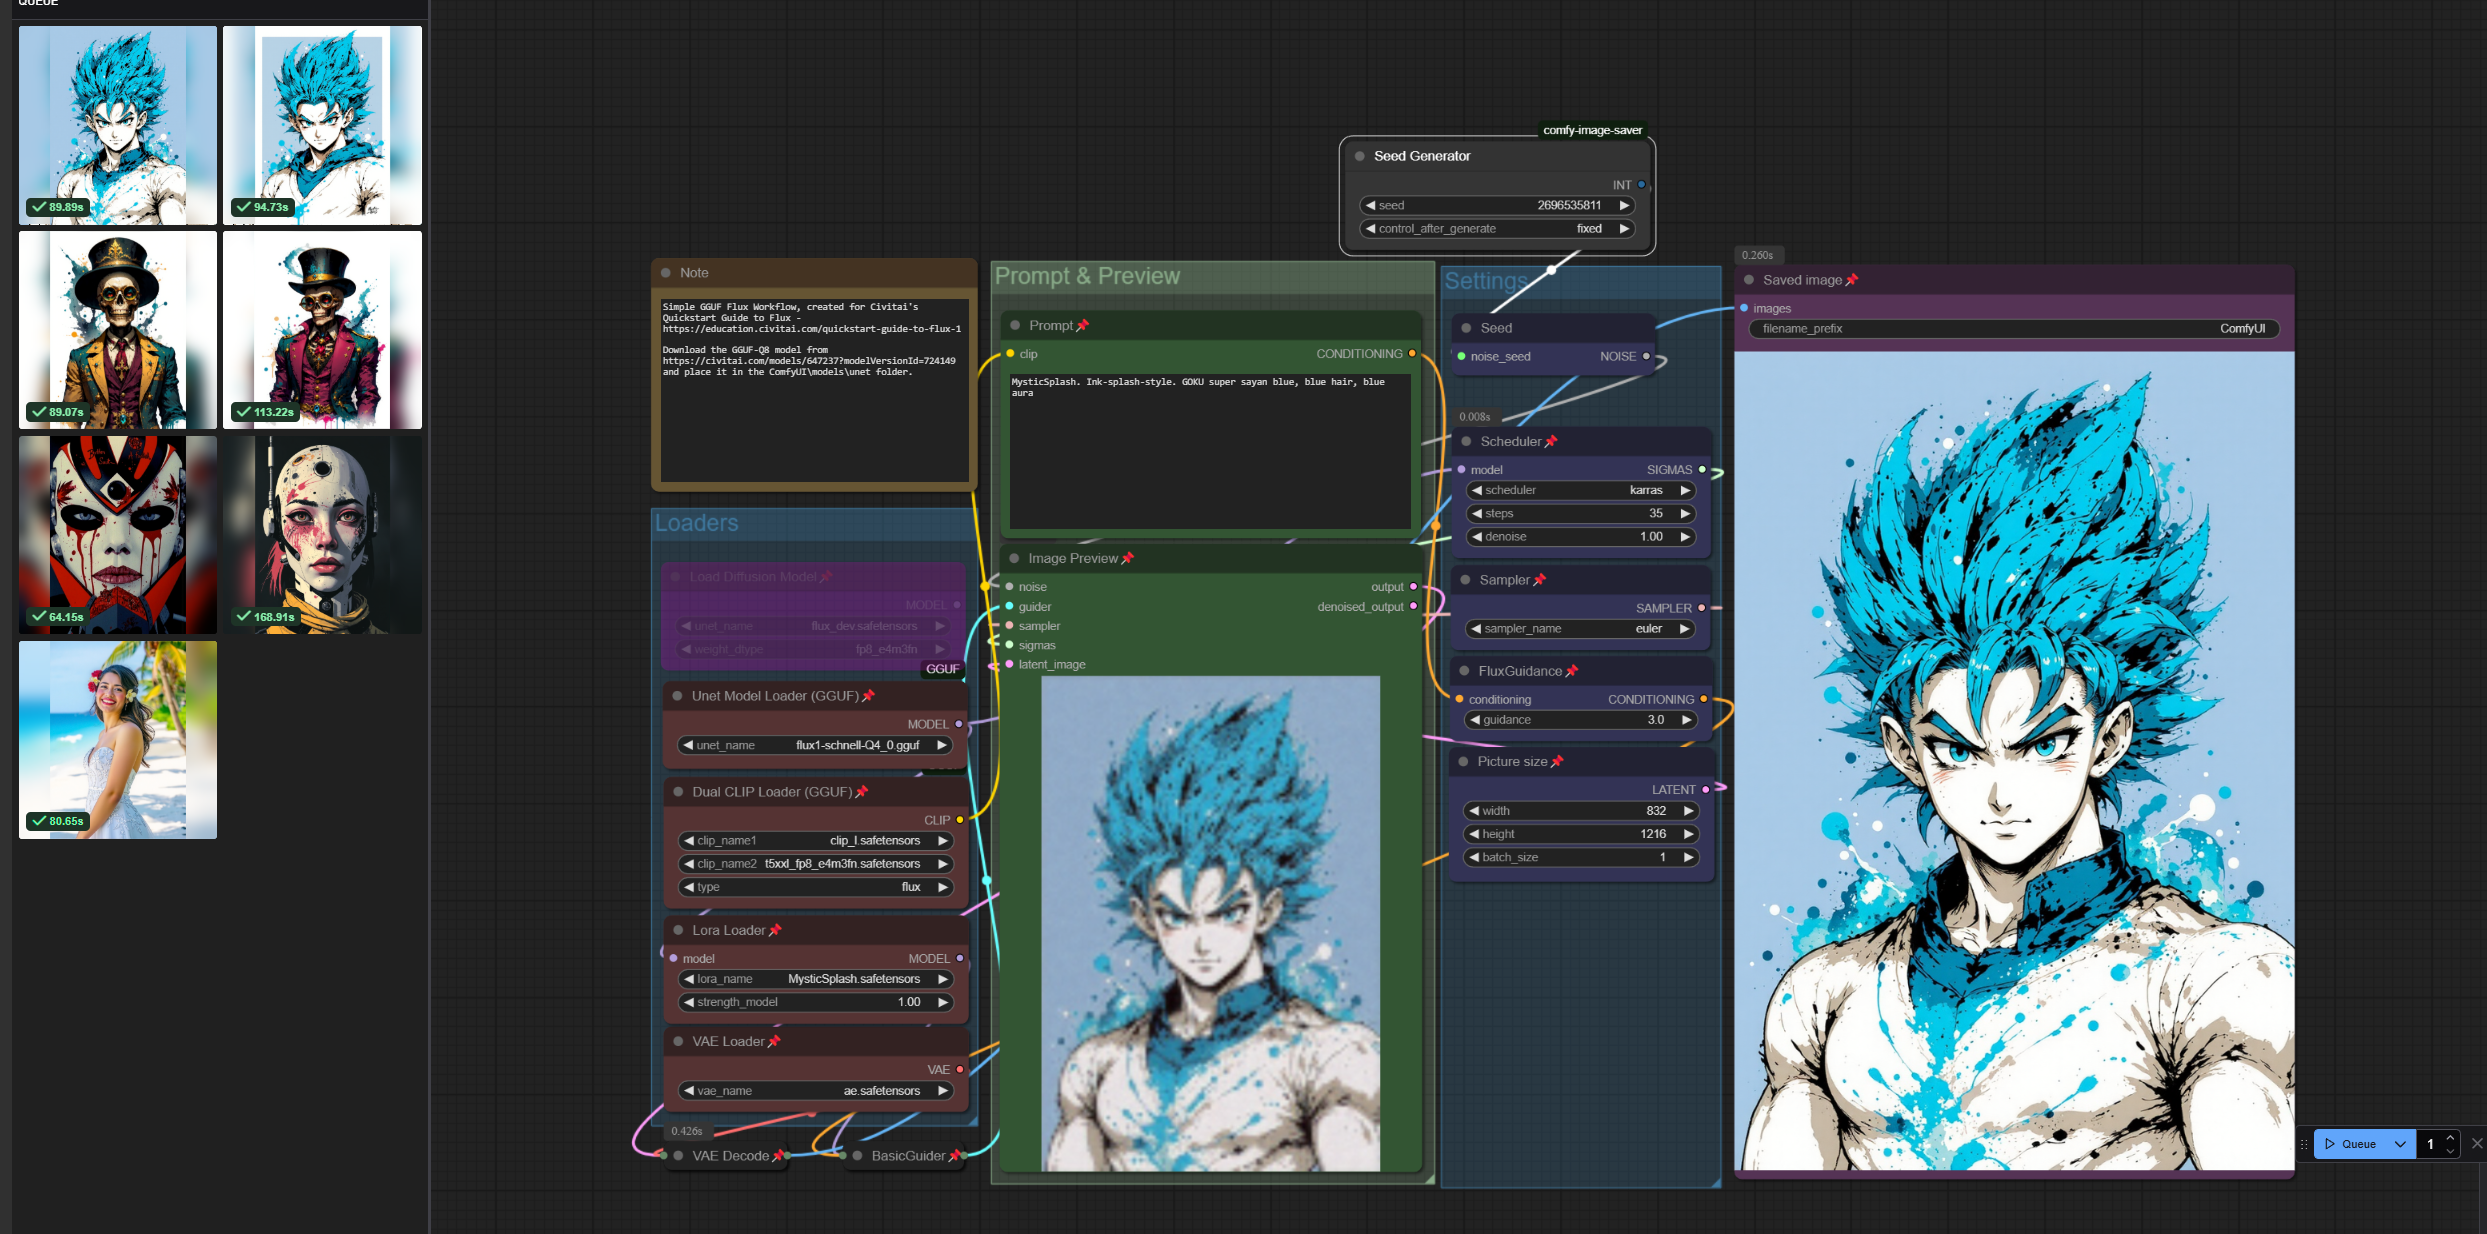 QUEUE
89.89s
94.73s
89.07s
113.22s
64.15s
168.91s
80.65s
comfy-image-saver
Seed Generator
INT
seed 2696535811
control_after_generate fixed
Note
Simple GGUF Flux Workflow, created for Civitai's
Quickstart Guide to Flux -
https://education.civitai.com/quickstart-guide-to-flux-1
Download the GGUF-Q8 model from
https://civitai.com/models/647237?modelVersionId=724149
and place it in the ComfyUI\models\unet folder.
Loaders
Load Diffusion Model
MODEL
unet_name flux_dev.safetensors
weight_dtype fp8_e4m3fn
GGUF
Unet Model Loader (GGUF)
MODEL
unet_name flux1-schnell-Q4_0.gguf
Dual CLIP Loader (GGUF)
CLIP
clip_name1 clip_l.safetensors
clip_name2 t5xxl_fp8_e4m3fn.safetensors
type flux
Lora Loader
model MODEL
lora_name MysticSplash.safetensors
strength_model 1.00
VAE Loader
VAE
vae_name ae.safetensors
0.426s
VAE Decode
BasicGuider
Prompt & Preview
Prompt
clip CONDITIONING
MysticSplash. Ink-splash-style. GOKU super sayan blue, blue hair, blue
aura
Image Preview
noise output
guider denoised_output
sampler
sigmas
latent_image
Settings
Seed
noise_seed NOISE
0.008s
Scheduler
model SIGMAS
scheduler karras
steps 35
denoise 1.00
Sampler
SAMPLER
sampler_name euler
FluxGuidance
conditioning CONDITIONING
guidance 3.0
Picture size
LATENT
width 832
height 1216
batch_size 1
0.260s
Saved image
images
filename_prefix ComfyUI
Queue 1